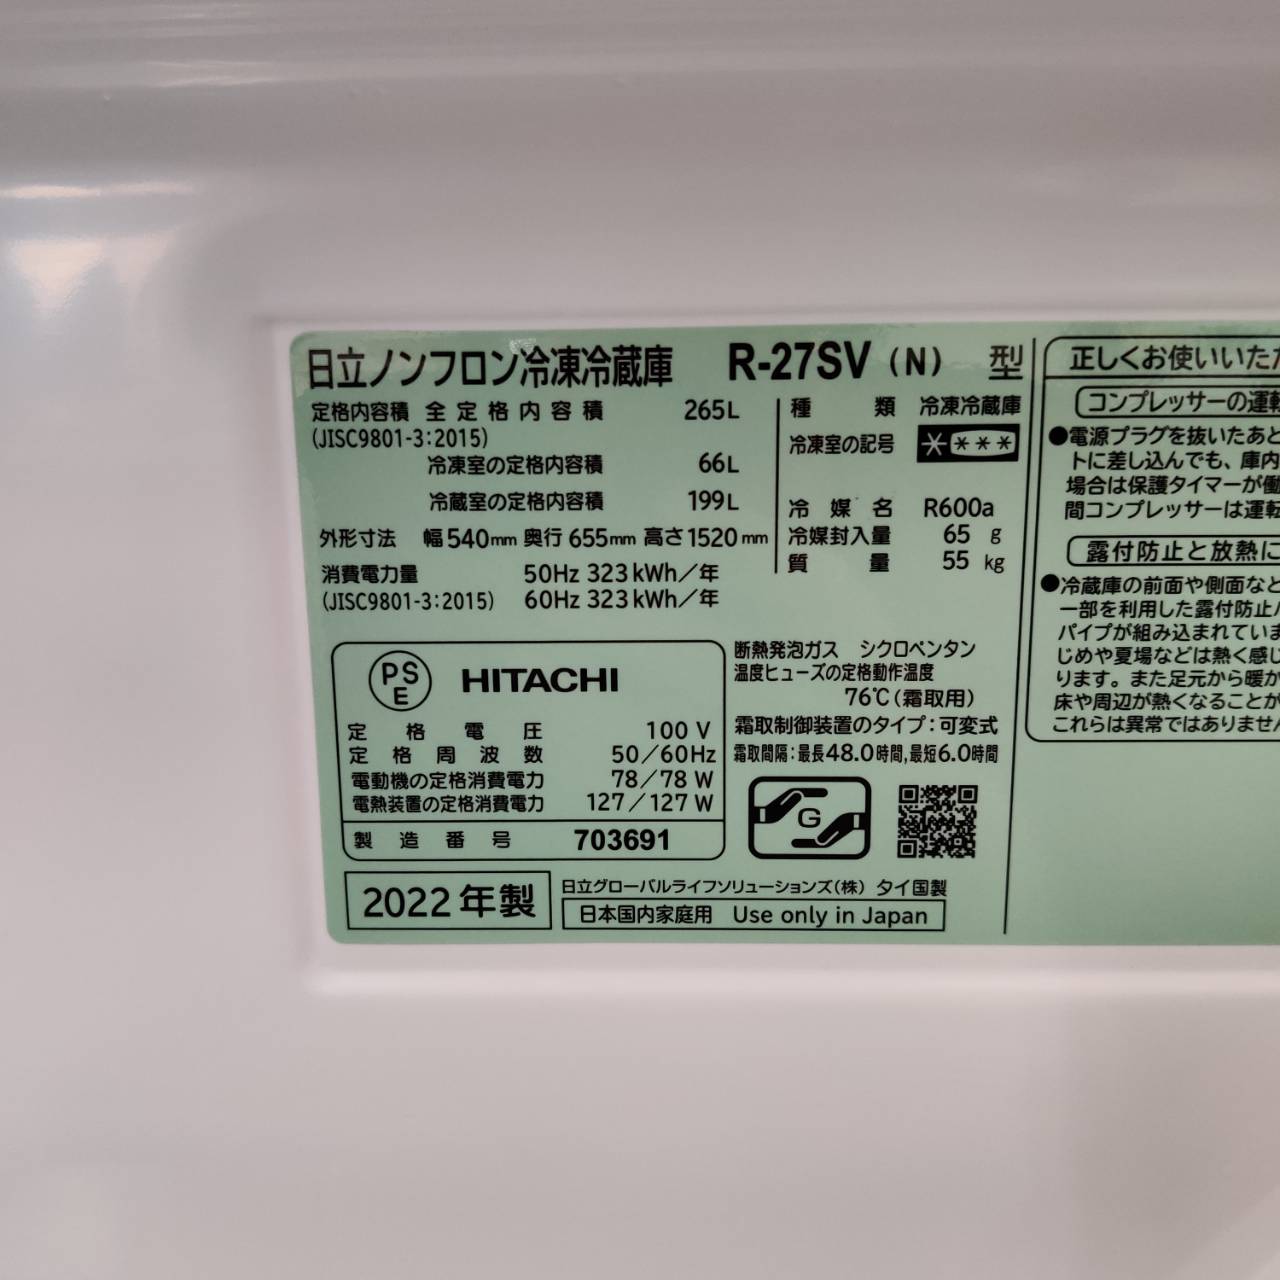 日立ノンフロン冷凍冷蔵庫 R-27SV (N) 型
定格内容積 全定格内容積 265L
(JISC9801-3:2015)
冷凍室の定格内容積 66L
冷蔵室の定格内容積 199L
外形寸法 幅540mm 奥行655mm 高さ1520mm
消費電力量 50Hz 323kWh/年
(JISC9801-3:2015) 60Hz 323kWh/年
種類 冷凍冷蔵庫
冷凍室の記号 ＊***
冷媒名 R600a
冷媒封入量 65 g
質量 55 kg
PS
E
HITACHI
定格電圧 100 V
定格周波数 50/60Hz
電動機の定格消費電力 78/78 W
電熱装置の定格消費電力 127/127 W
製造番号 703691
断熱発泡ガス シクロペンタン
温度ヒューズの定格動作温度
76℃(霜取用)
霜取制御装置のタイプ:可変式
霜取間隔:最長48.0時間,最短6.0時間
G
2022年製
日立グローバルライフソリューションズ(株) タイ国製
日本国内家庭用 Use only in Japan
正しくお使いいただ
コンプレッサーの運転
●電源プラグを抜いたあと
トに差し込んでも、庫内
場合は保護タイマーが働
間コンプレッサーは運転
露付防止と放熱に
●冷蔵庫の前面や側面など
一部を利用した露付防止
パイプが組み込まれていま
じめや夏場などは熱く感じ
ります。また足元から暖か
床や周辺が熱くなることが
これらは異常ではありません